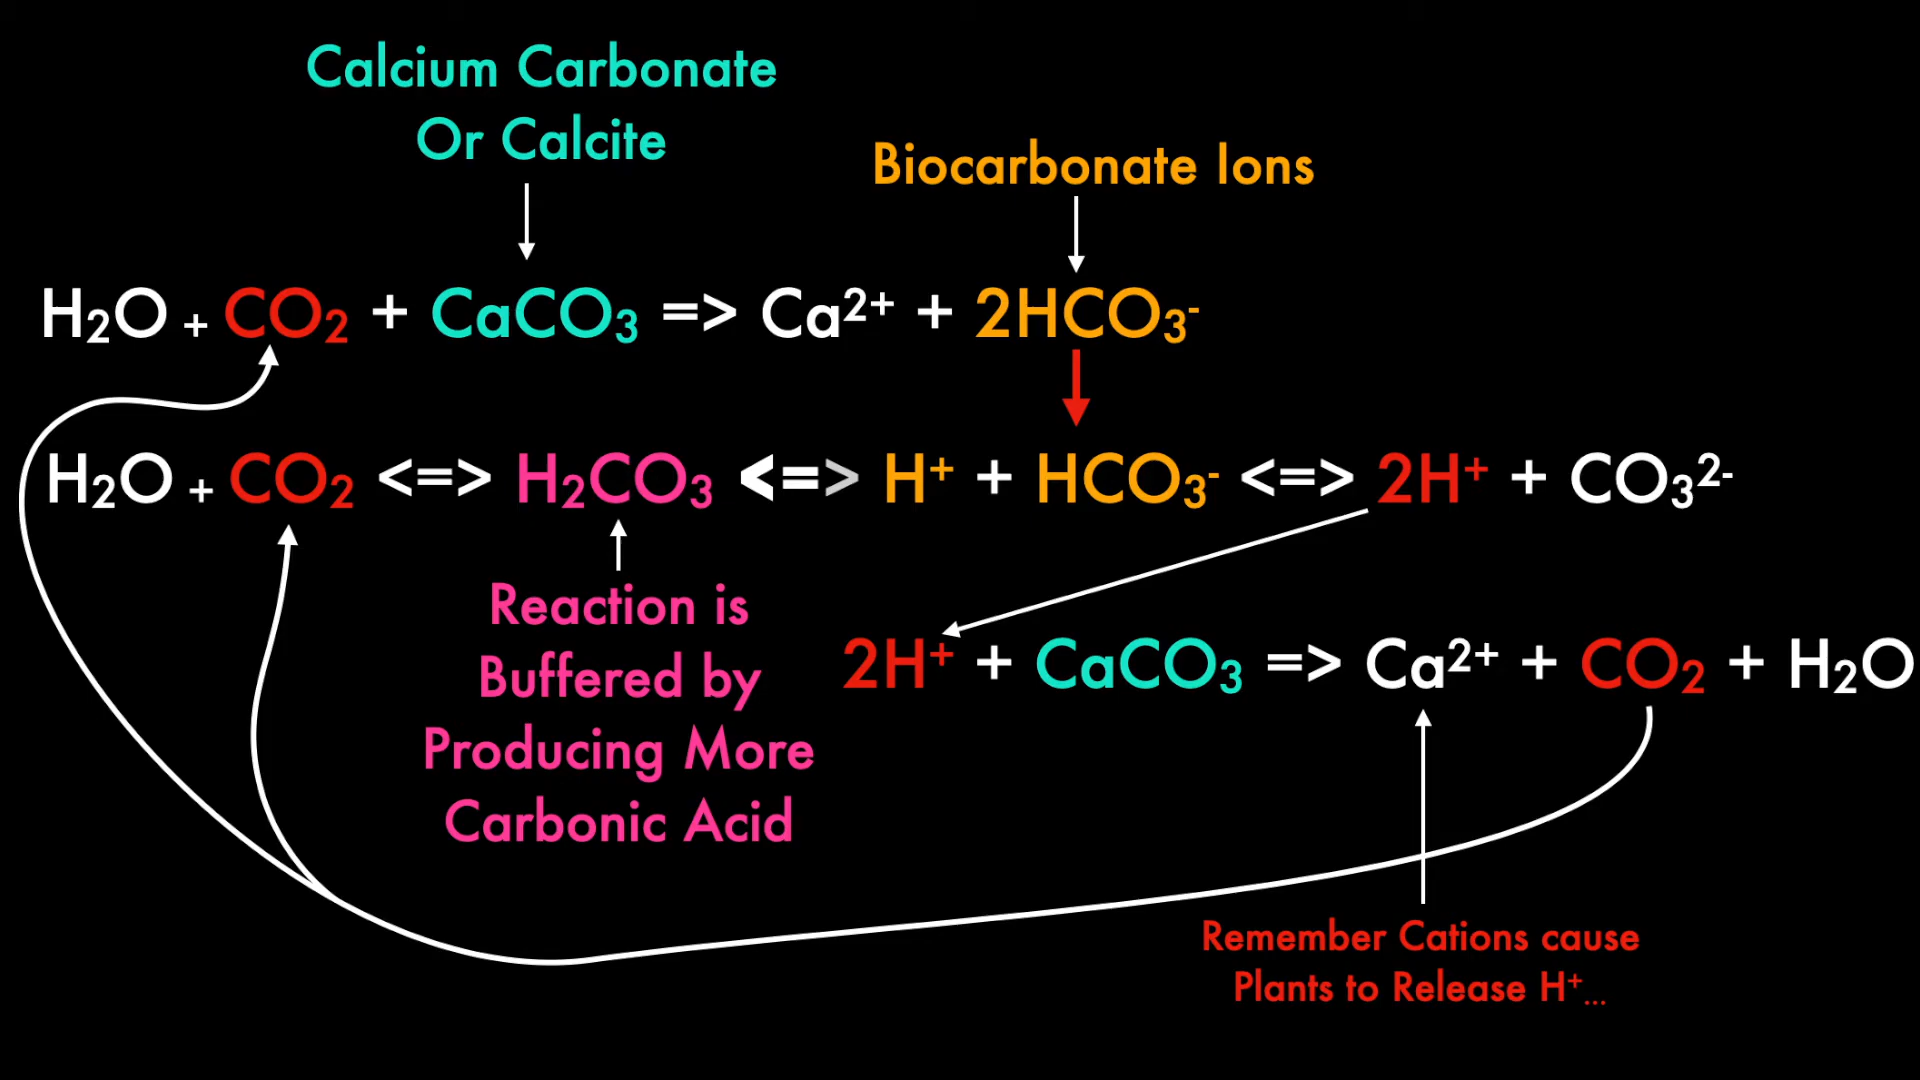 Calcium Carbonate
Or Calcite
Biocarbonate Ions
H₂O + CO₂ + CaCO₃ => Ca²⁺ + 2HCO₃⁻
H₂O + CO₂ <=> H₂CO₃ <=> H⁺ + HCO₃⁻ <=> 2H⁺ + CO₃²⁻
Reaction is
Buffered by
Producing More
Carbonic Acid
2H⁺ + CaCO₃ => Ca²⁺ + CO₂ + H₂O
Remember Cations cause
Plants to Release H⁺...